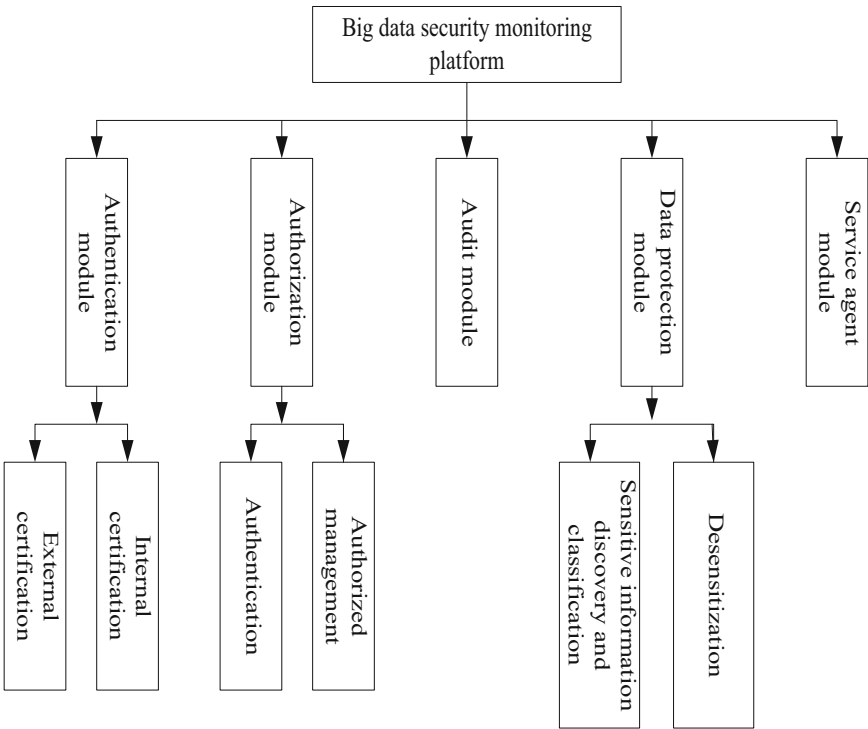 Big data security monitoring
platform
Authentication
module
Authorization
module
Audit module
Data protection
module
Service agent
module
External
certification
Internal
certification
Authentication
Authorized
management
Sensitive information
discovery and
classification
Desensitization